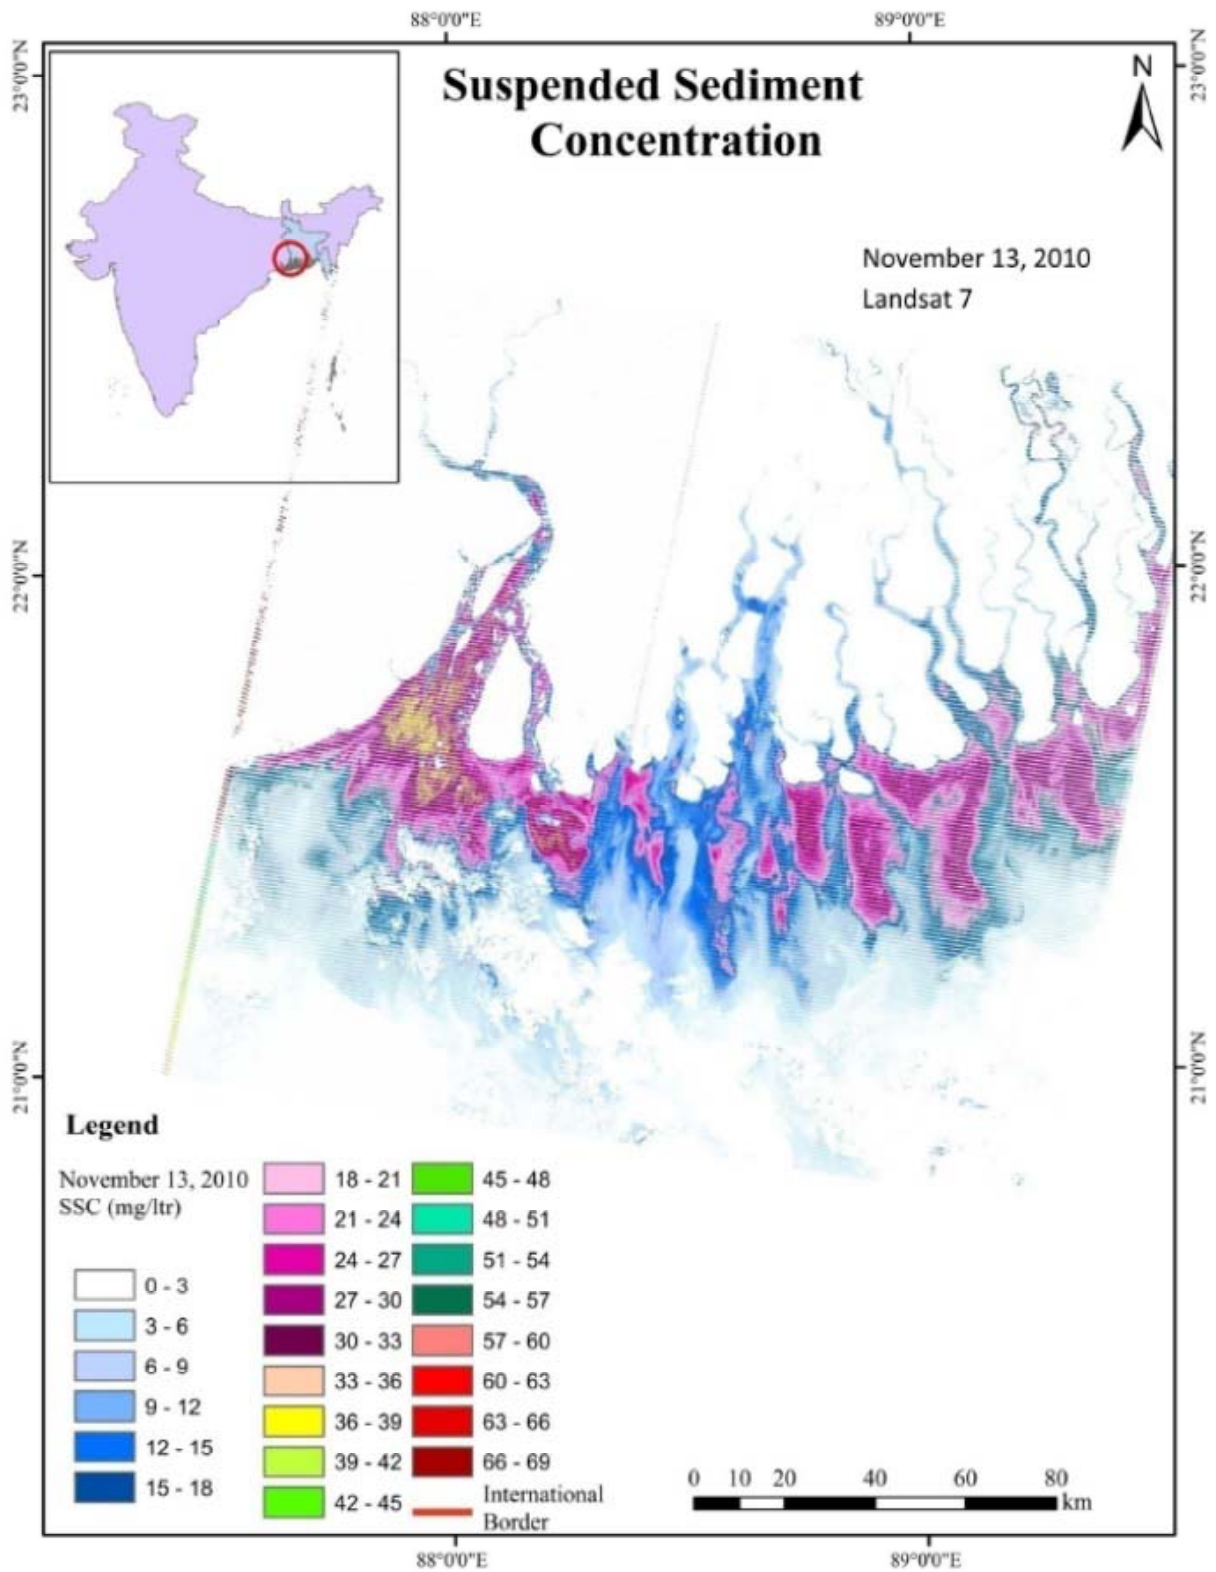 88°0'0"E
89°0'0"E
23°0'0"N
23°0'0"N
Suspended Sediment
Concentration
N
November 13, 2010
Landsat 7
22°0'0"N
22°0'0"N
21°0'0"N
21°0'0"N
Legend
November 13, 2010
SSC (mg/ltr)
0 - 3
3 - 6
6 - 9
9 - 12
12 - 15
15 - 18
18 - 21
21 - 24
24 - 27
27 - 30
30 - 33
33 - 36
36 - 39
39 - 42
42 - 45
45 - 48
48 - 51
51 - 54
54 - 57
57 - 60
60 - 63
63 - 66
66 - 69
International
Border
0 10 20 40 60 80
km
88°0'0"E
89°0'0"E